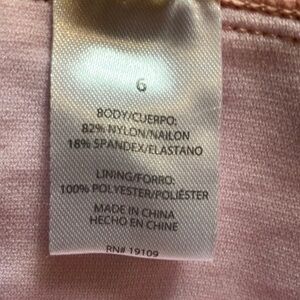 6
BODY/CUERPO:
82% NYLON/NAILON
18% SPANDEX/ELASTANO
LINING/FORRO:
100% POLYESTER/POLIÉSTER
MADE IN CHINA
HECHO EN CHINE
RN# 19109